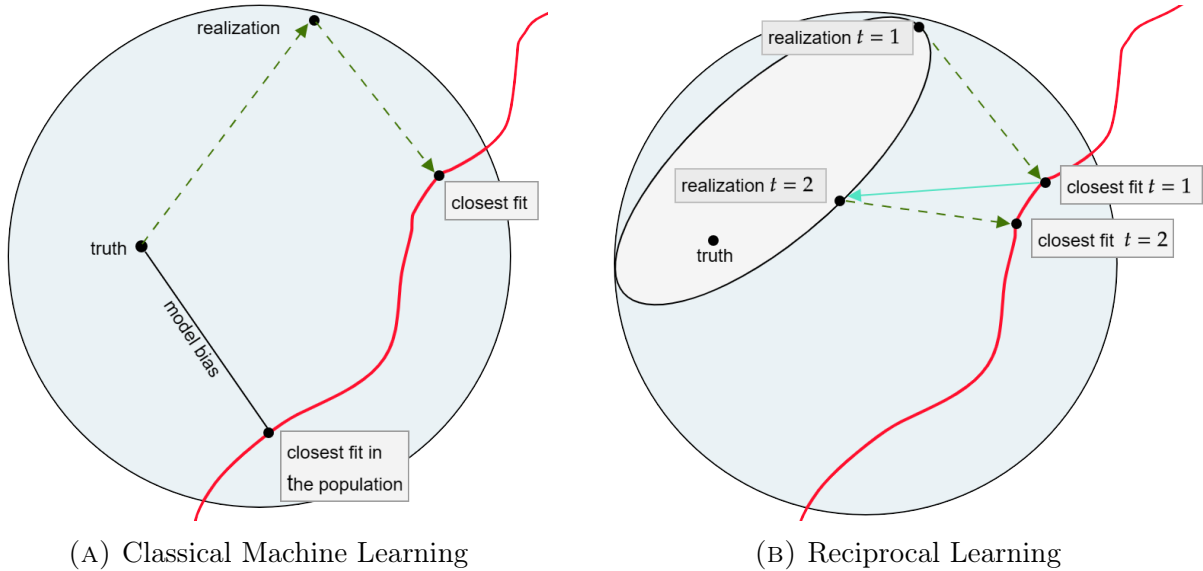 realization
truth
model bias
closest fit
closest fit in
the population
(A) Classical Machine Learning
realization t = 1
realization t = 2
truth
closest fit t = 1
closest fit t = 2
(B) Reciprocal Learning